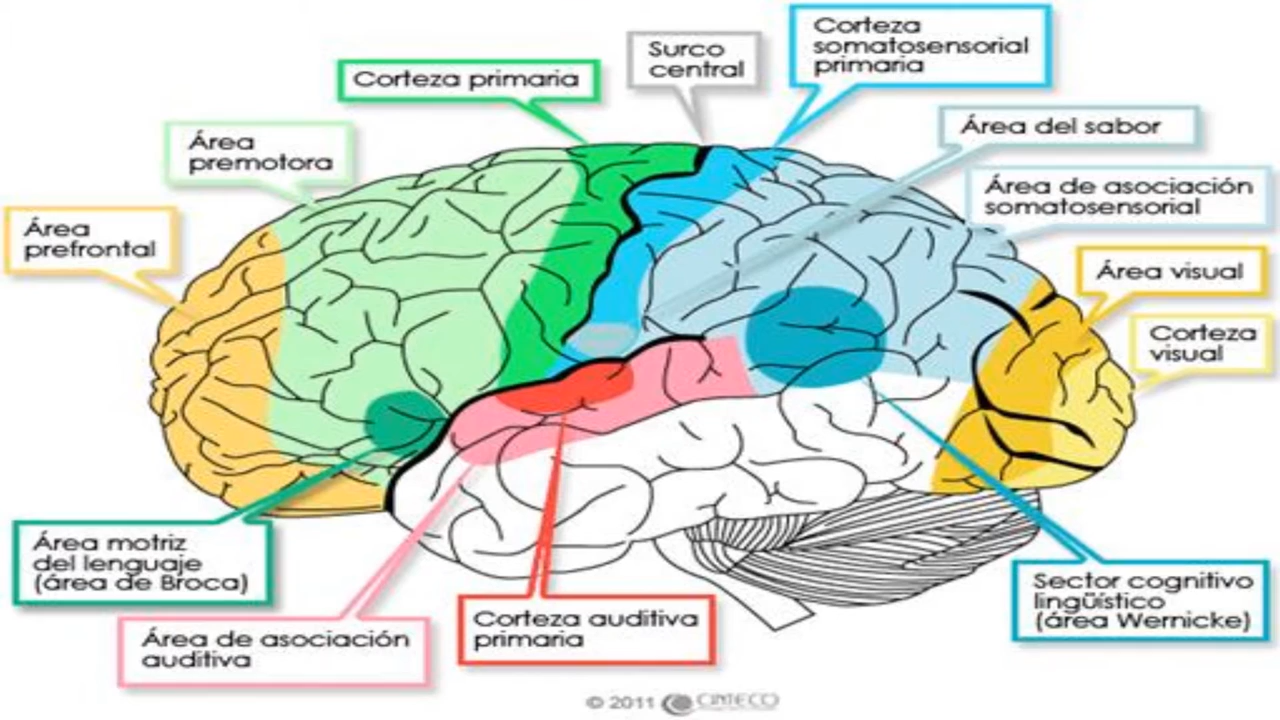 Corteza
somatosensorial
primaria
Surco
central
Corteza primaria
Área del sabor
Área
premotora
Área de asociación
somatosensorial
Área
prefrontal
Área visual
Corteza
visual
Área motriz
del lenguaje
(área de Broca)
Sector cognitivo
lingüístico
(área Wernicke)
Corteza auditiva
primaria
Área de asociación
auditiva
© 2011 CINTECO